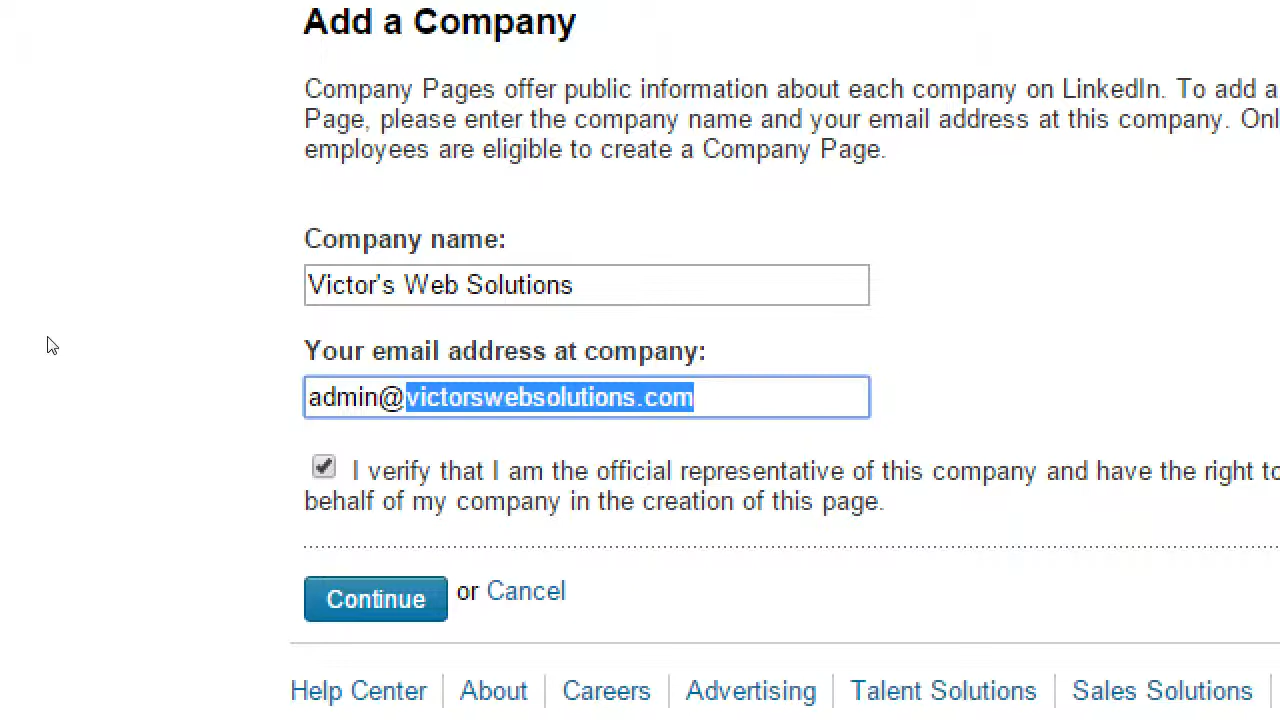 Add a Company
Company Pages offer public information about each company on LinkedIn. To add a
Page, please enter the company name and your email address at this company.
employees are eligible to create a Company Page.
Company name:
Victor's Web Solutions
Your email address at company:
admin@victorswebsolutions.com
I verify that I am the official representative of this company and have the right to
behalf of my company in the creation of this page.
Continue or Cancel
Help Center About Careers Advertising Talent Solutions Sales Solutions